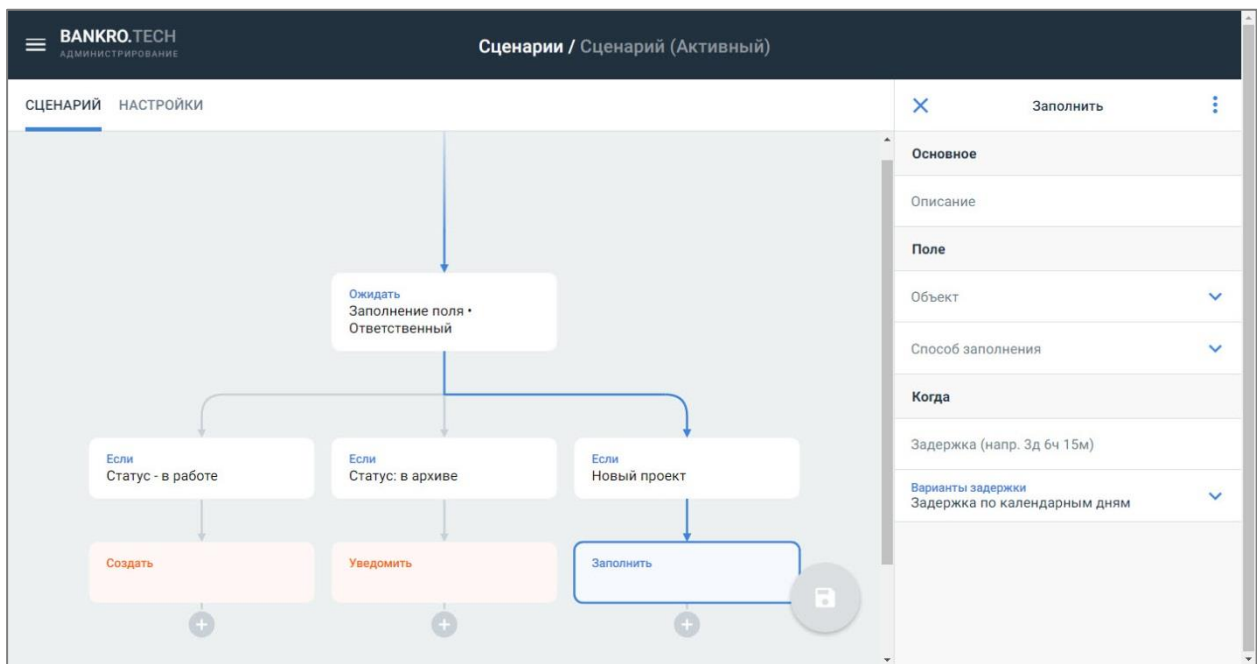 BANKRO.TECH
АДМИНИСТРИРОВАНИЕ
Сценарии / Сценарий (Активный)
СЦЕНАРИЙ НАСТРОЙКИ
Ожидать
Заполнение поля •
Ответственный
Если
Статус - в работе
Если
Статус: в архиве
Если
Новый проект
Создать
Уведомить
Заполнить
Заполнить
Основное
Описание
Поле
Объект
Способ заполнения
Когда
Задержка (напр. 3д 6ч 15м)
Варианты задержки
Задержка по календарным дням